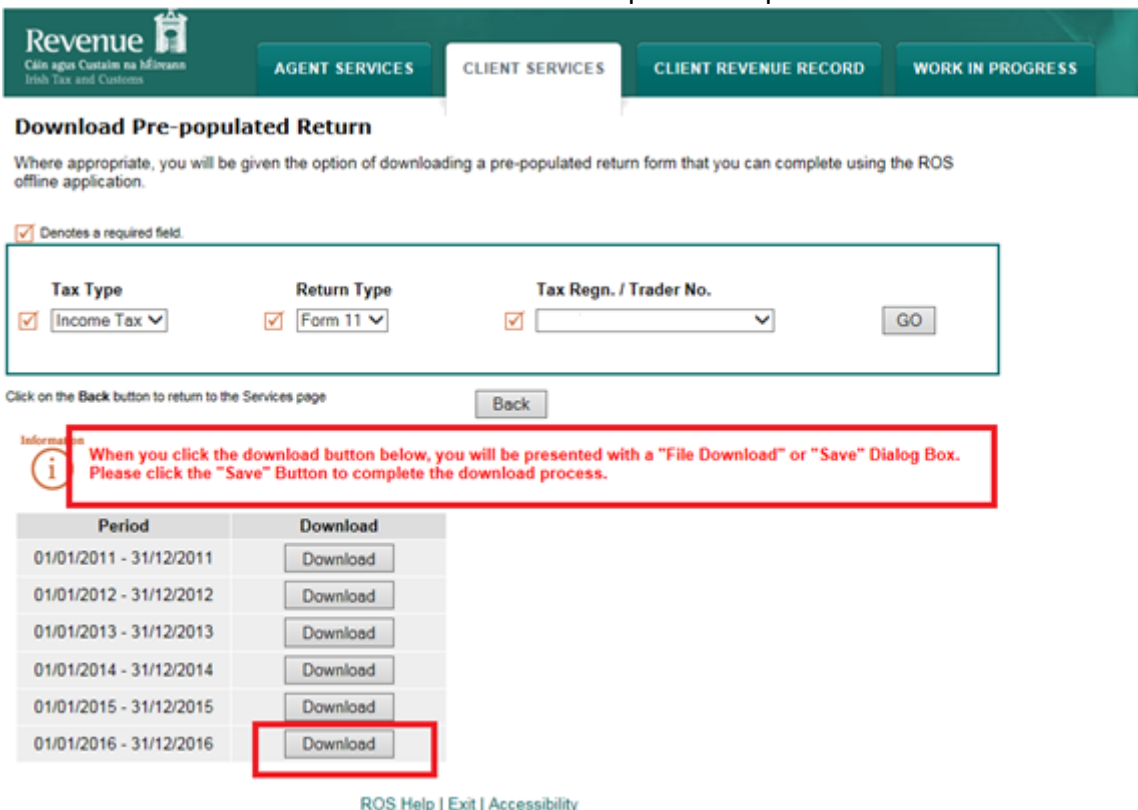 Revenue
Cáin agus Custaim na hÉireann
Irish Tax and Customs
AGENT SERVICES
CLIENT SERVICES
CLIENT REVENUE RECORD
WORK IN PROGRESS
Download Pre-populated Return
Where appropriate, you will be given the option of downloading a pre-populated return form that you can complete using the ROS
offline application.
Denotes a required field.
Tax Type Return Type Tax Regn. / Trader No.
Income Tax Form 11 GO
Click on the Back button to return to the Services page Back
Information
i
When you click the download button below, you will be presented with a "File Download" or "Save" Dialog Box.
Please click the "Save" Button to complete the download process.
Period Download
01/01/2011 - 31/12/2011 Download
01/01/2012 - 31/12/2012 Download
01/01/2013 - 31/12/2013 Download
01/01/2014 - 31/12/2014 Download
01/01/2015 - 31/12/2015 Download
01/01/2016 - 31/12/2016 Download
ROS Help | Exit | Accessibility